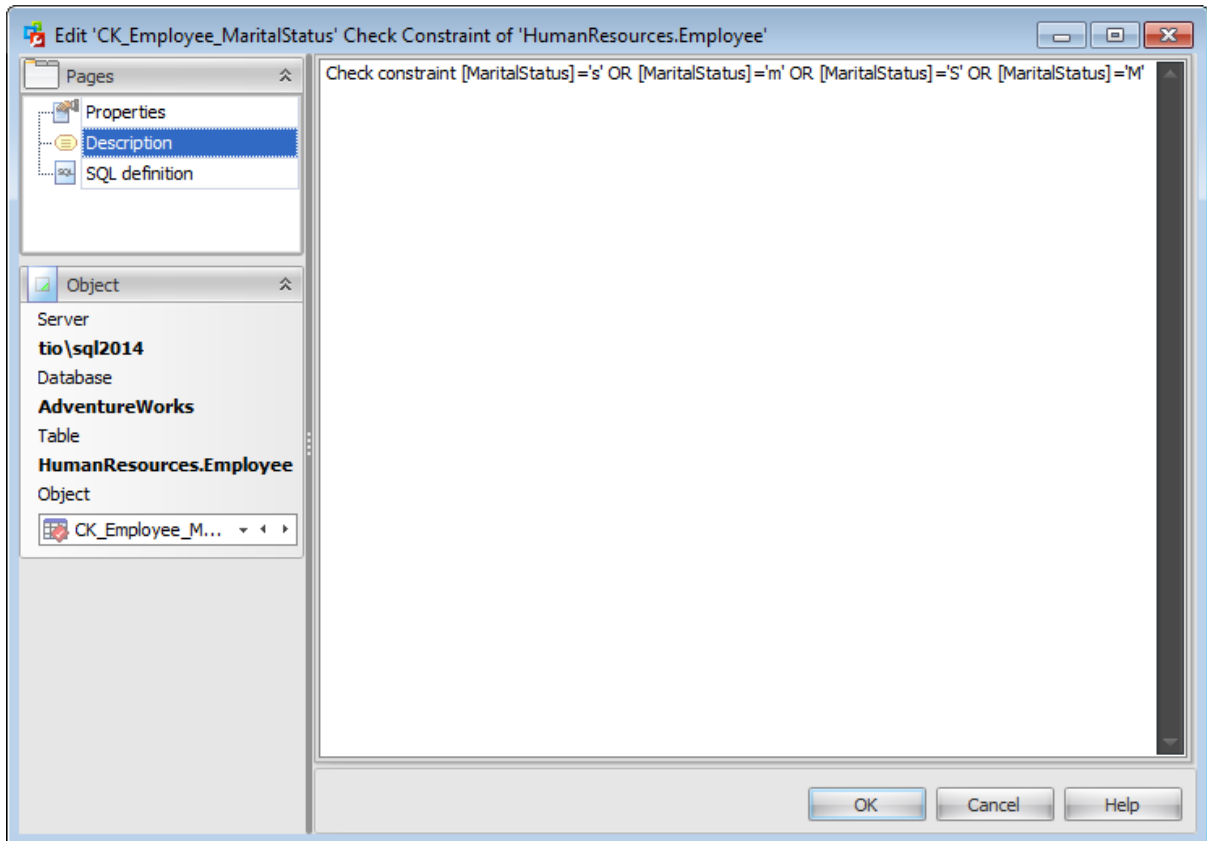 Edit 'CK_Employee_MaritalStatus' Check Constraint of 'HumanResources.Employee'
Pages
Properties
Description
SQL
SQL definition
Object
Server
tio\sql2014
Database
AdventureWorks
Table
HumanResources.Employee
Object
CK_Employee_M...
Check constraint [MaritalStatus]='s' OR [MaritalStatus]='m' OR [MaritalStatus]='S' OR [MaritalStatus]='M'
OK
Cancel
Help